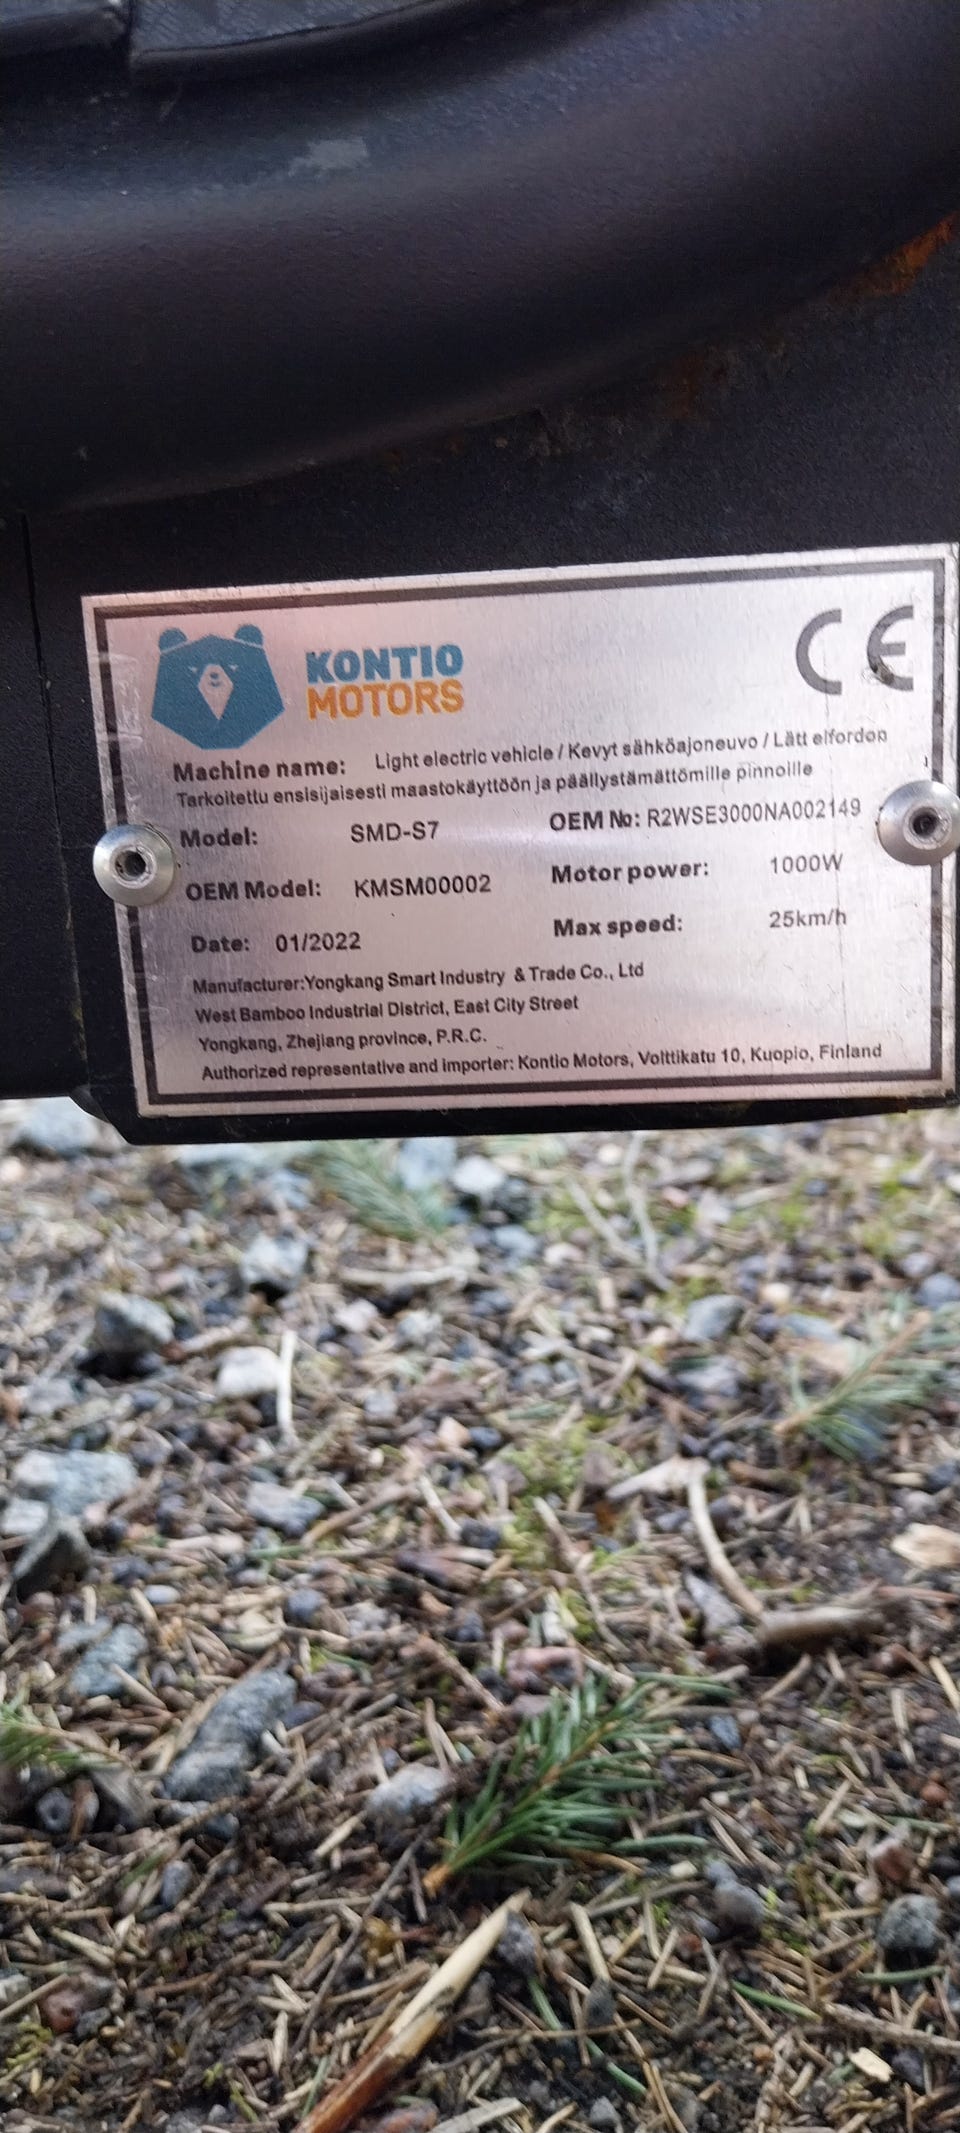 KONTIO
MOTORS
CE
Machine name: Light electric vehicle / Kevyt sähköajoneuvo / Lätt elfordon
Tarkoitettu ensisijaisesti maastokäyttöön ja päällystämättömille pinnoille
Model: SMD-S7 OEM №: R2WSE3000NA002149
OEM Model: KMSM00002 Motor power: 1000W
Date: 01/2022 Max speed: 25km/h
Manufacturer:Yongkang Smart Industry & Trade Co., Ltd
West Bamboo Industrial District, East City Street
Yongkang, Zhejiang province, P.R.C.
Authorized representative and importer: Kontio Motors, Volttikatu 10, Kuopio, Finland